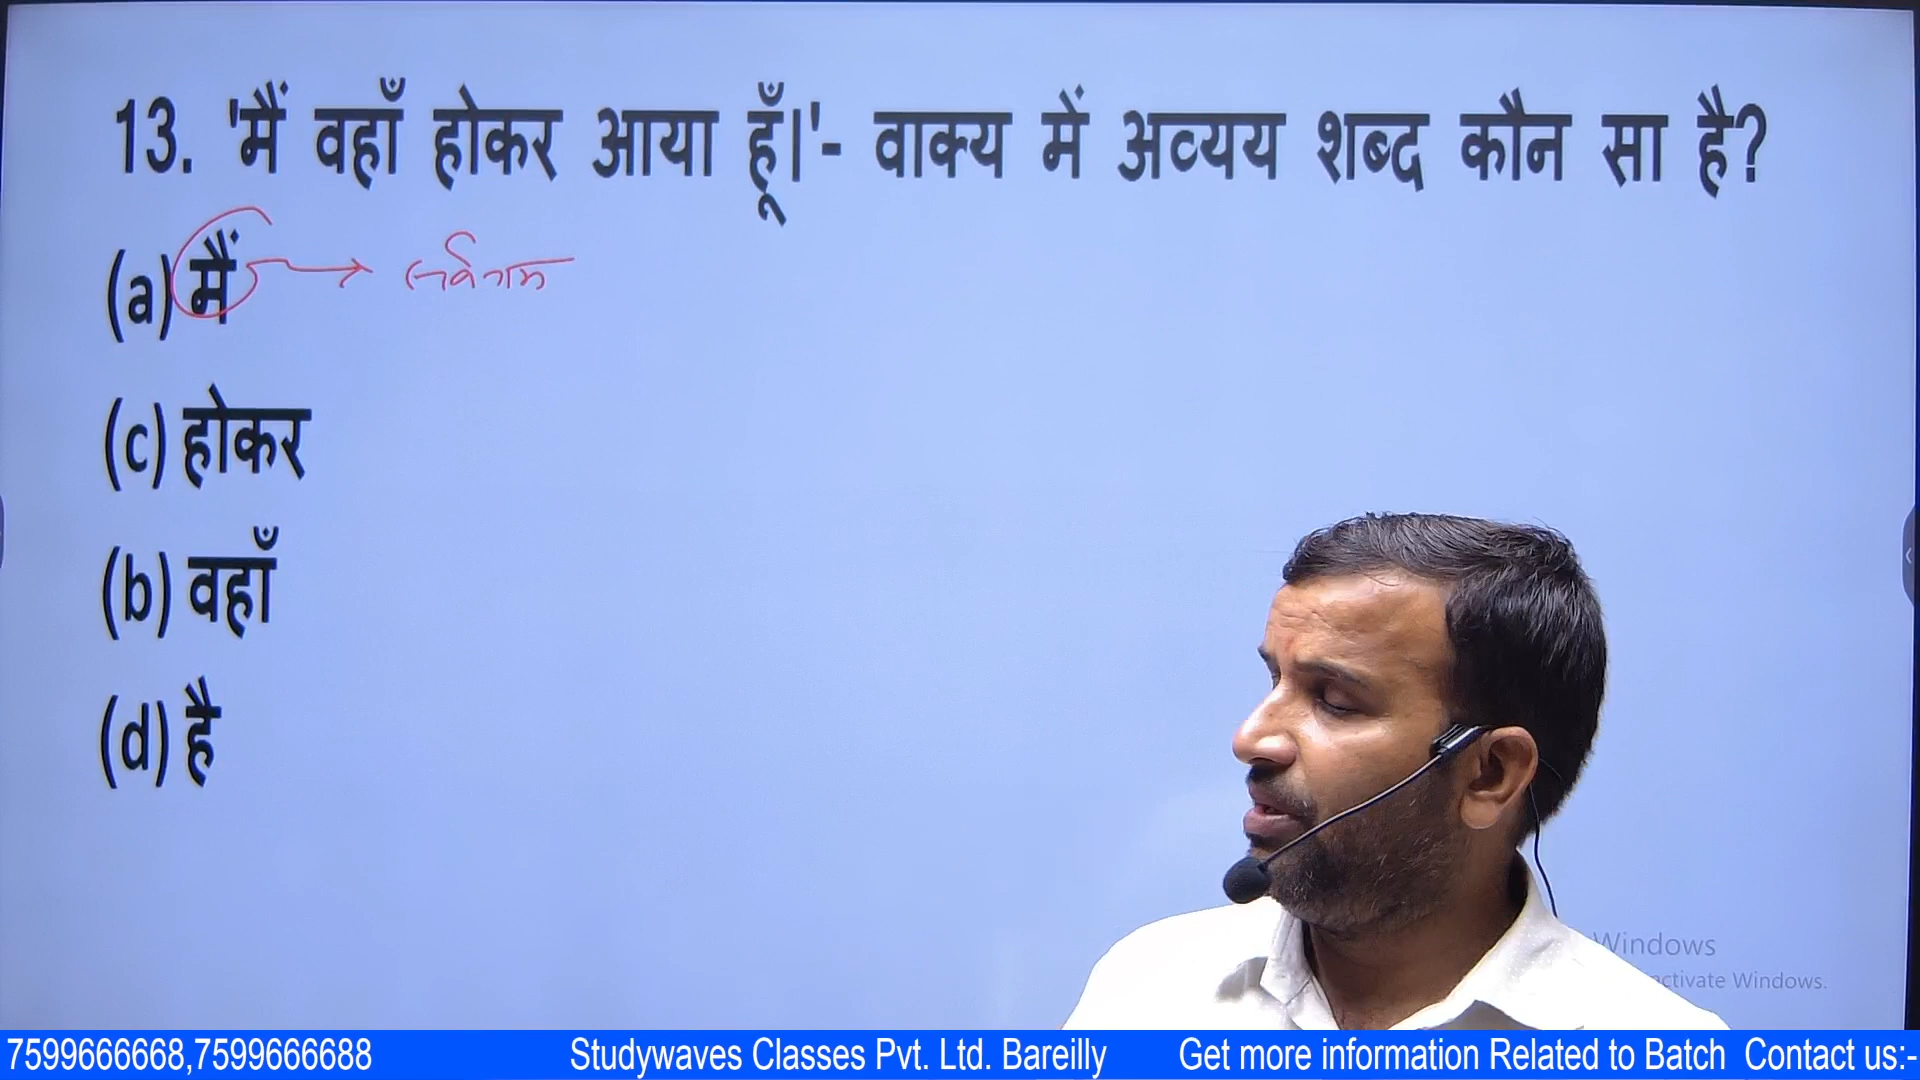 13. 'मैं वहाँ होकर आया हूँ।'- वाक्य में अव्यय शब्द कौन सा है?
(a) मैं → सर्वनाम
(c) होकर
(b) वहाँ
(d) है
Windows
activate Windows.
7599666668,7599666688 Studywaves Classes Pvt. Ltd. Bareilly Get more information Related to Batch Contact us:-